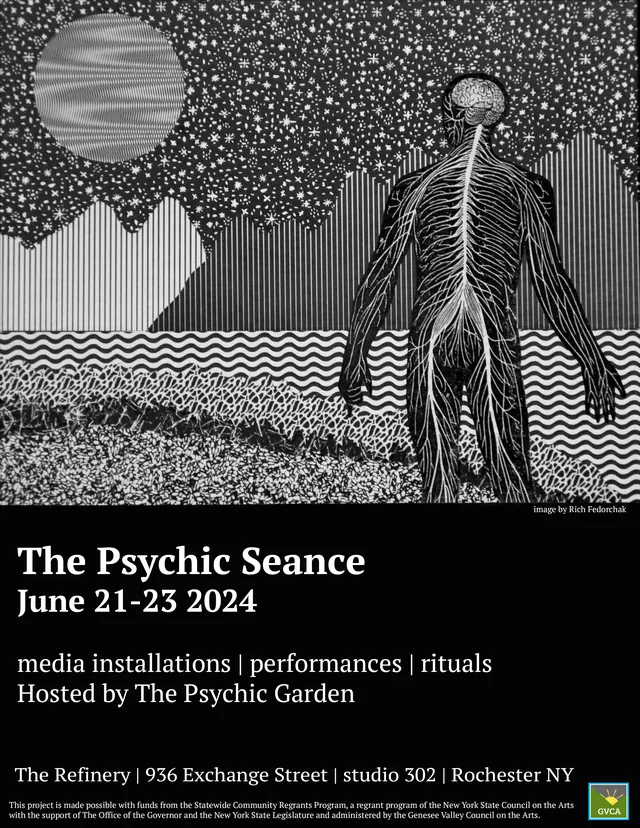 image by Rich Fedorchak
The Psychic Seance
June 21-23 2024
media installations | performances | rituals
Hosted by The Psychic Garden
The Refinery | 936 Exchange Street | studio 302 | Rochester NY
This project is made possible with funds from the Statewide Community Regrants Program, a regrant program of the New York State Council on the Arts
with the support of The Office of the Governor and the New York State Legislature and administered by the Genesee Valley Council on the Arts.
GVCA